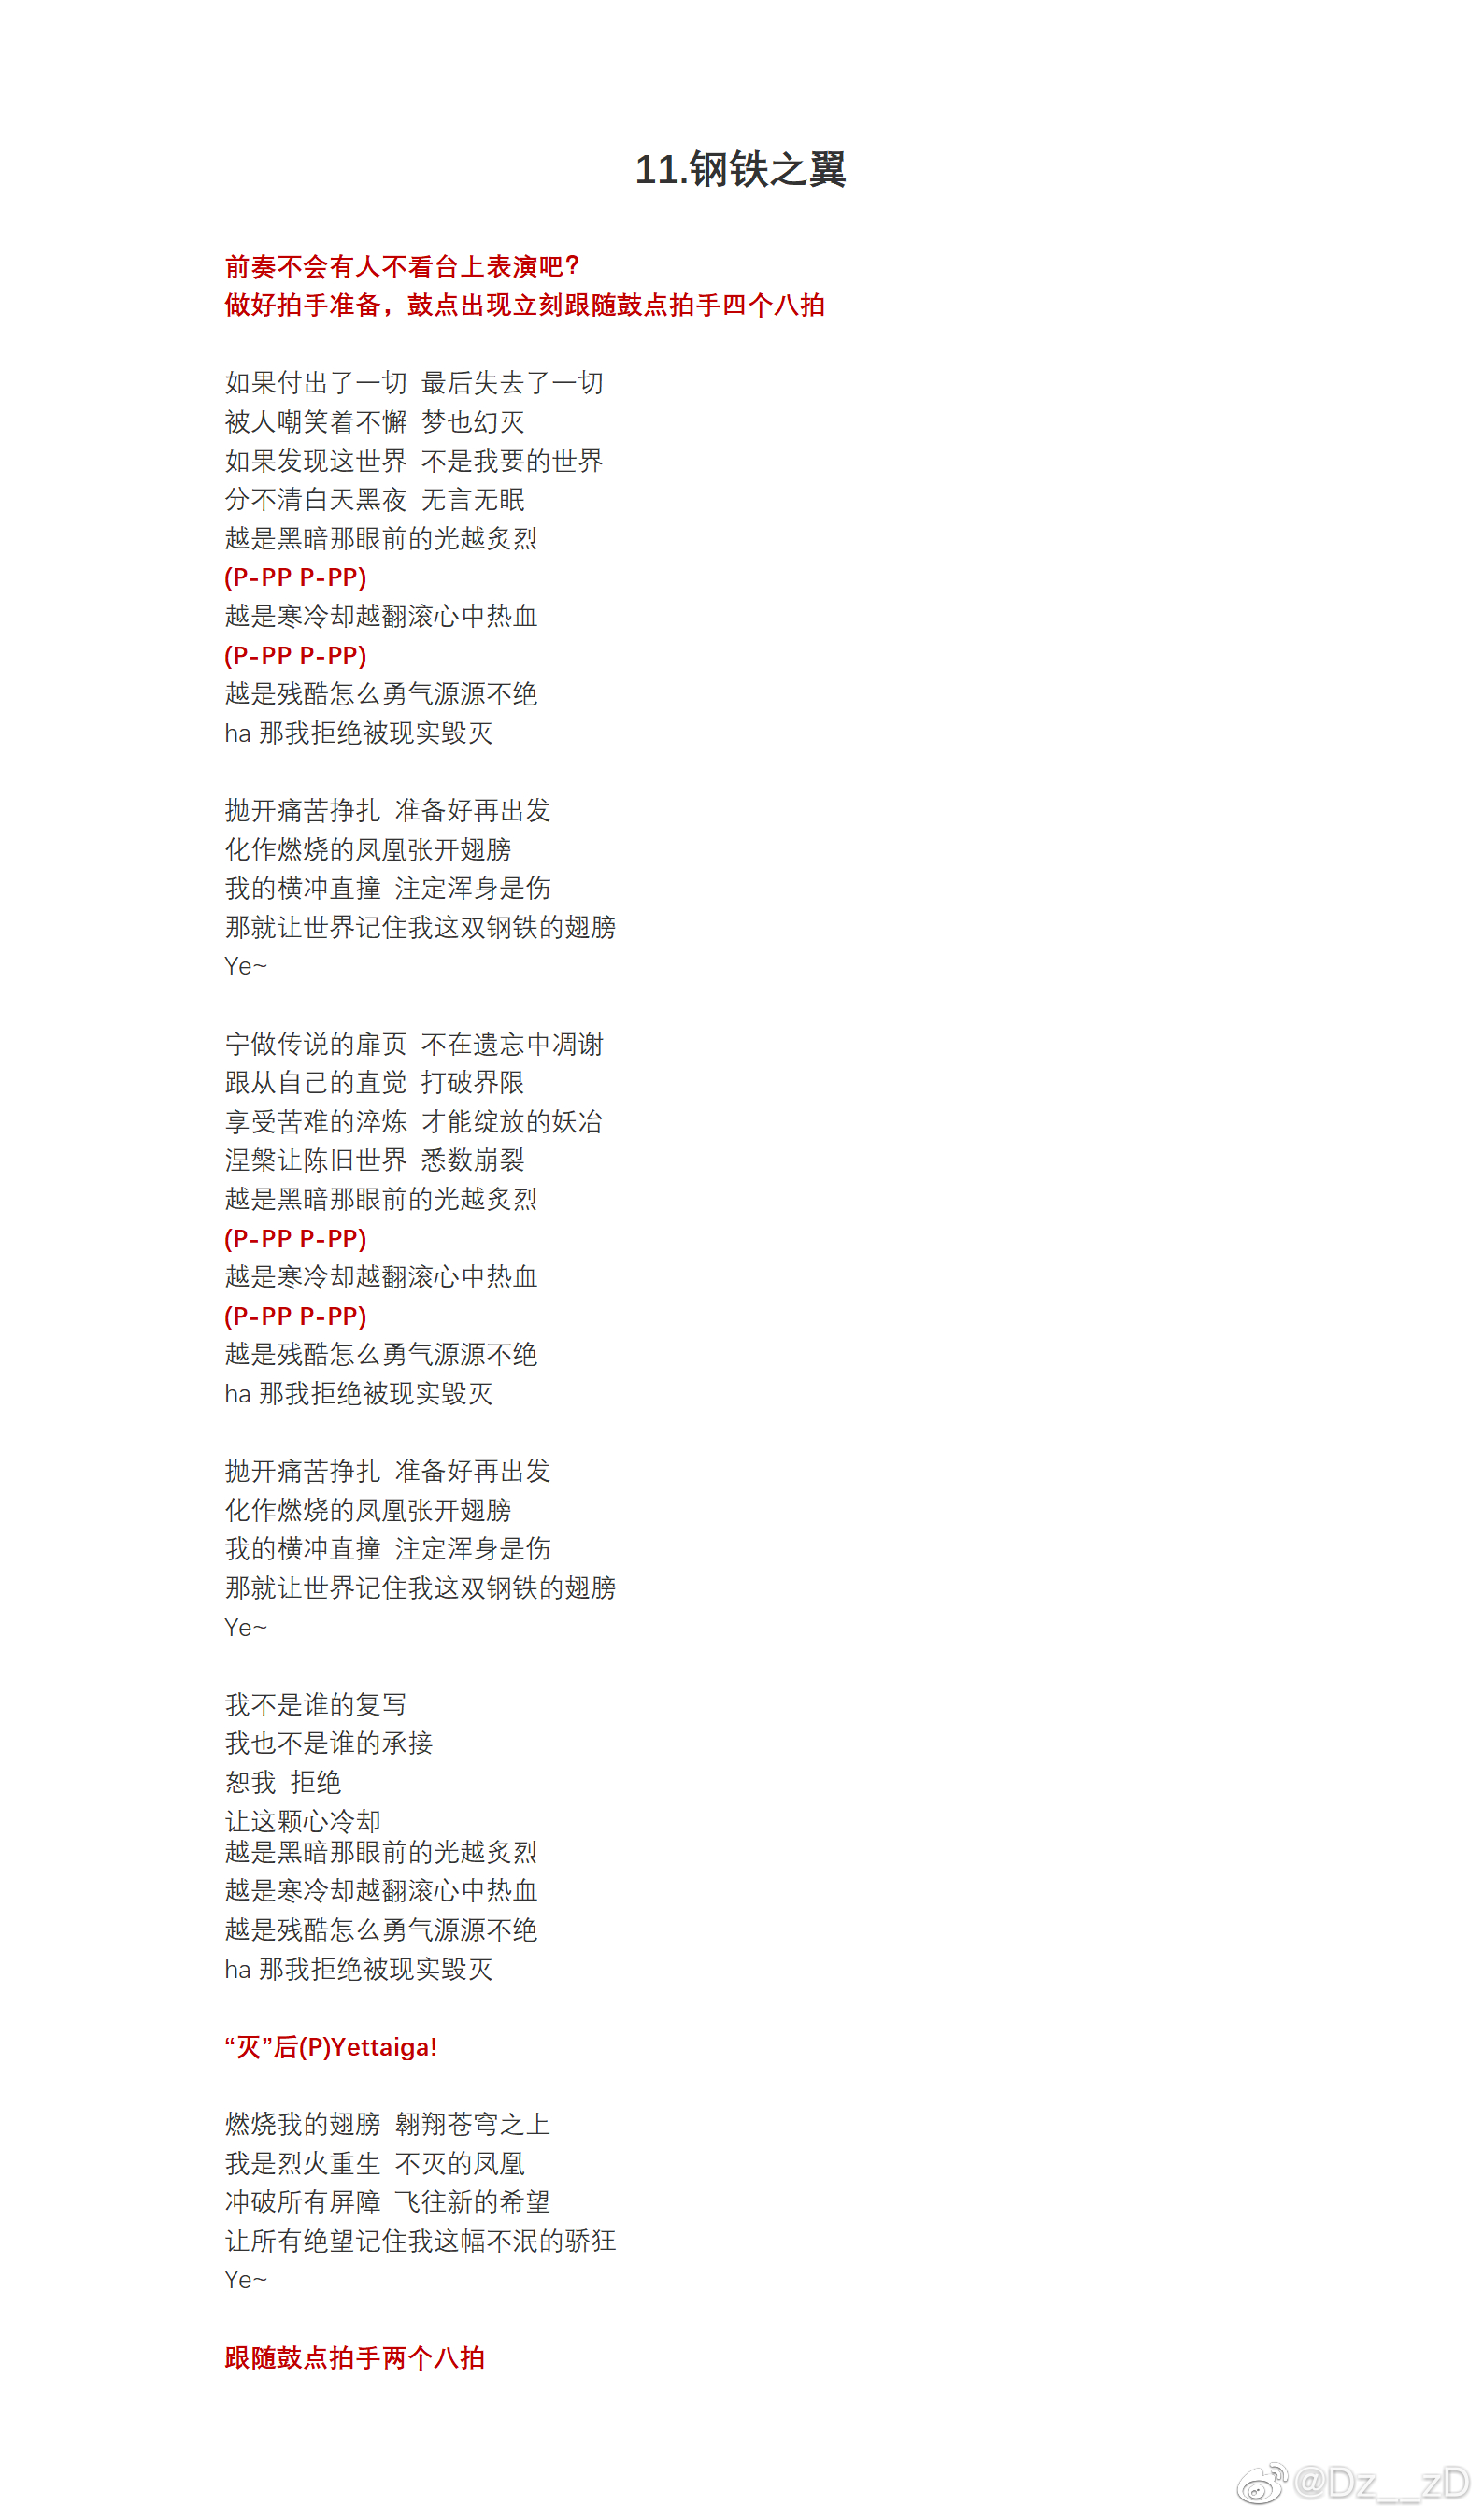 11.钢铁之翼
前奏不会有人不看台上表演吧？
做好拍手准备，鼓点出现立刻跟随鼓点拍手四个八拍
如果付出了一切 最后失去了一切
被人嘲笑着不懈 梦也幻灭
如果发现这世界 不是我要的世界
分不清白天黑夜 无言无眠
越是黑暗那眼前的光越炙烈
(P-PP P-PP)
越是寒冷却越翻滚心中热血
(P-PP P-PP)
越是残酷怎么勇气源源不绝
ha 那我拒绝被现实毁灭
抛开痛苦挣扎 准备好再出发
化作燃烧的凤凰张开翅膀
我的横冲直撞 注定浑身是伤
那就让世界记住我这双钢铁的翅膀
Ye~
宁做传说的扉页 不在遗忘中凋谢
跟从自己的直觉 打破界限
享受苦难的淬炼 才能绽放的妖冶
涅槃让陈旧世界 悉数崩裂
越是黑暗那眼前的光越炙烈
(P-PP P-PP)
越是寒冷却越翻滚心中热血
(P-PP P-PP)
越是残酷怎么勇气源源不绝
ha 那我拒绝被现实毁灭
抛开痛苦挣扎 准备好再出发
化作燃烧的凤凰张开翅膀
我的横冲直撞 注定浑身是伤
那就让世界记住我这双钢铁的翅膀
Ye~
我不是谁的复写
我也不是谁的承接
恕我 拒绝
让这颗心冷却
越是黑暗那眼前的光越炙烈
越是寒冷却越翻滚心中热血
越是残酷怎么勇气源源不绝
ha 那我拒绝被现实毁灭
“灭”后(P)Yettaiga!
燃烧我的翅膀 翱翔苍穹之上
我是烈火重生 不灭的凤凰
冲破所有屏障 飞往新的希望
让所有绝望记住我这幅不泯的骄狂
Ye~
跟随鼓点拍手两个八拍
@Dz__zD